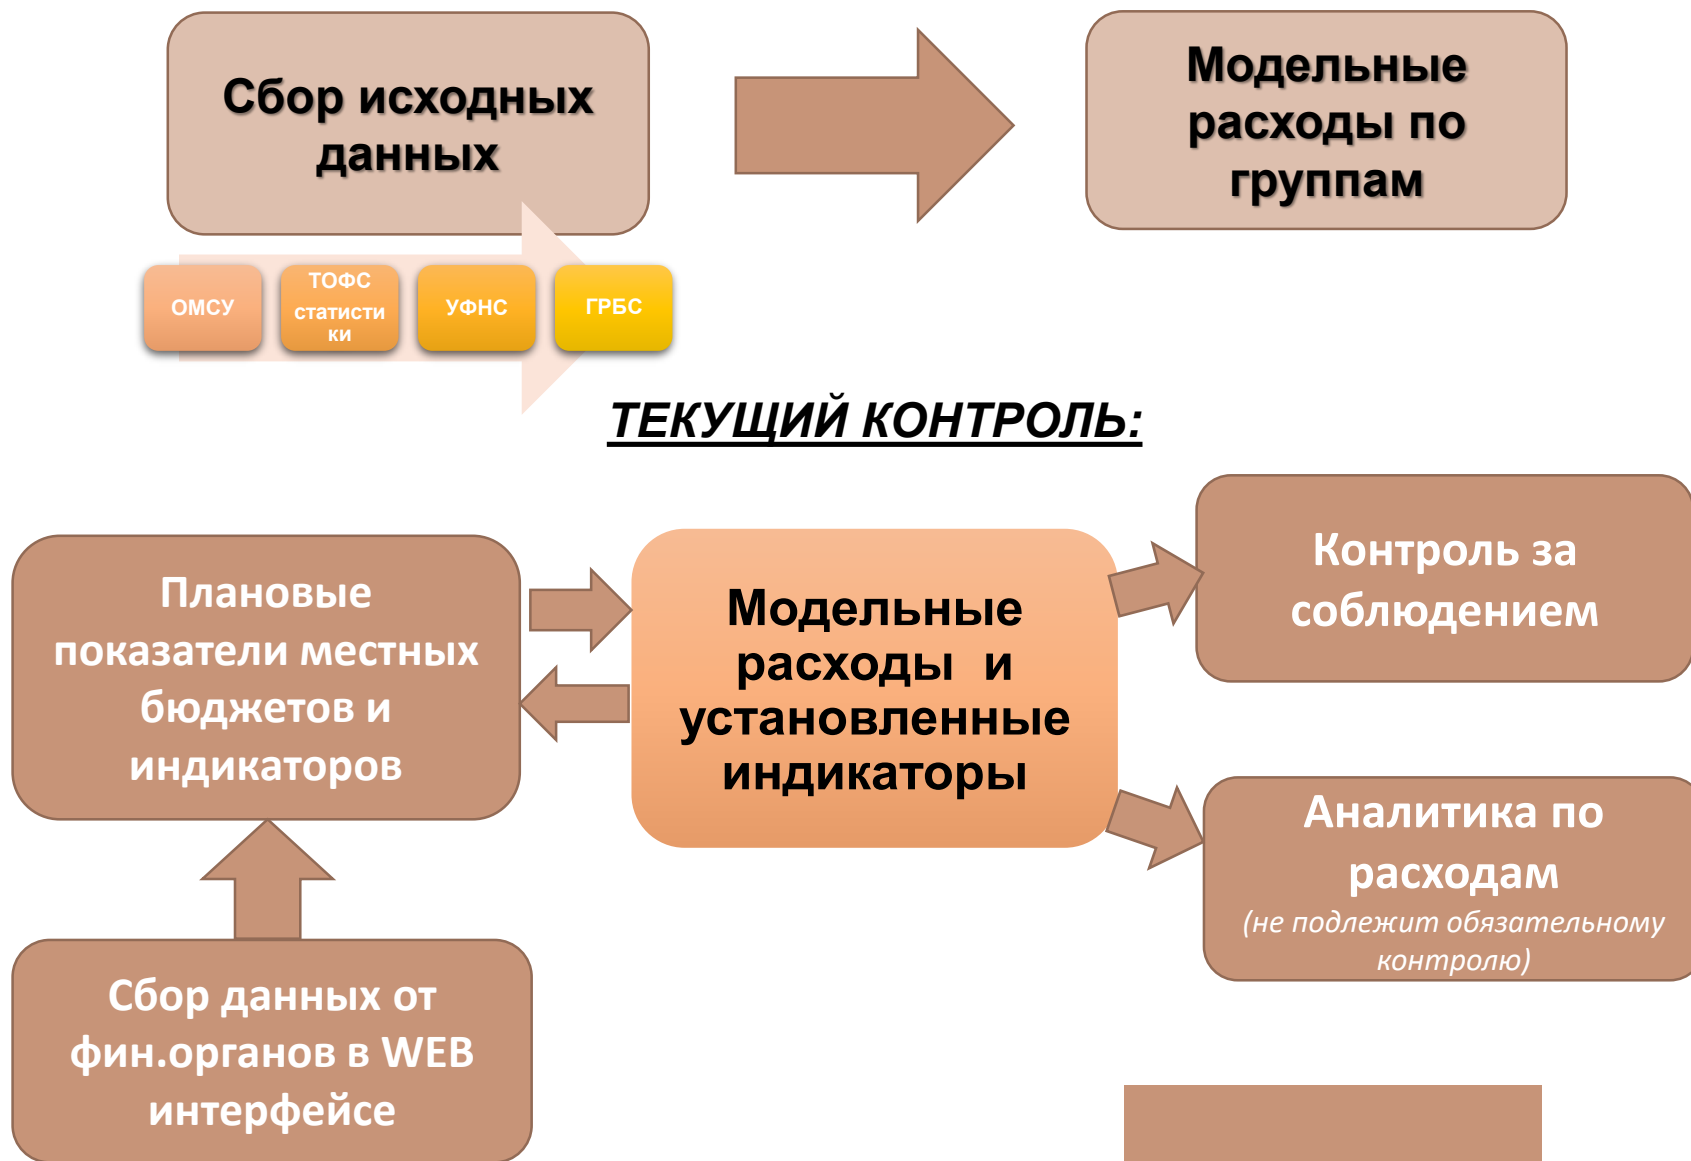 Сбор исходных
данных
Модельные
расходы по
группам
ОМСУ
ТОФС
статисти
ки
УФНС
ГРБС
ТЕКУЩИЙ КОНТРОЛЬ:
Плановые
показатели местных
бюджетов и
индикаторов
Модельные
расходы и
установленные
индикаторы
Контроль за
соблюдением
Аналитика по
расходам
(не подлежит обязательному
контролю)
Сбор данных от
фин.органов в WEB
интерфейсе